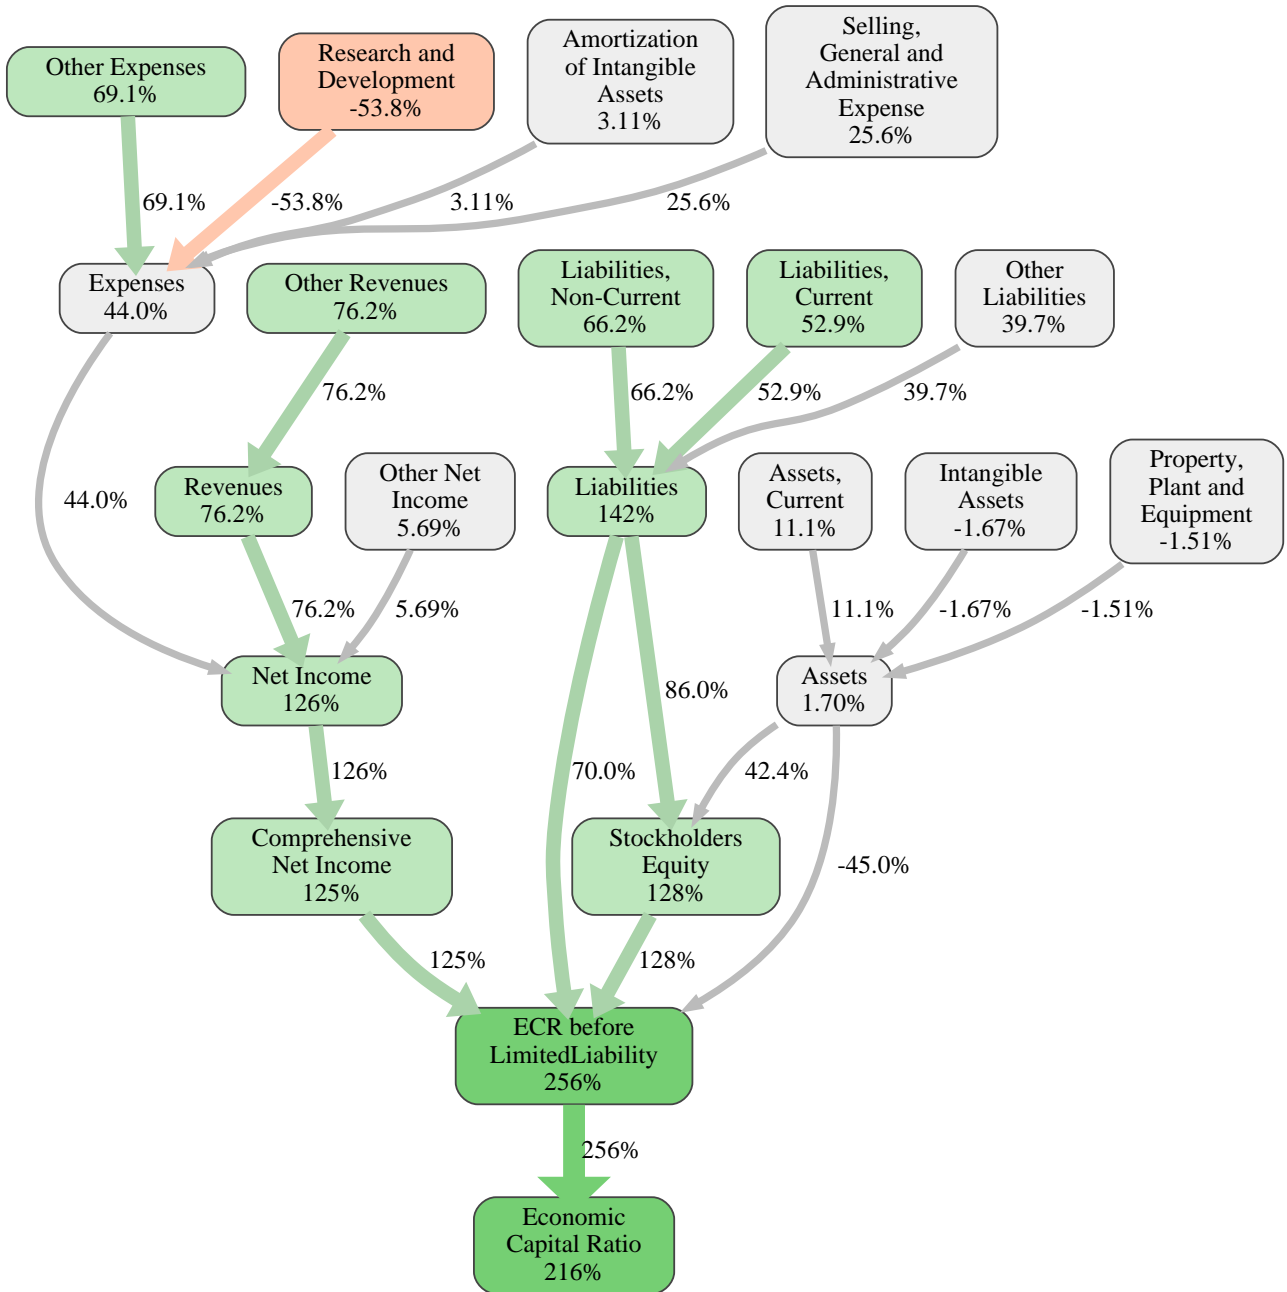 Other Expenses
69.1%
Research and
Development
-53.8%
Amortization
of Intangible
Assets
3.11%
Selling,
General and
Administrative
Expense
25.6%
69.1%
-53.8%
3.11%
25.6%
Expenses
44.0%
Other Revenues
76.2%
Liabilities,
Non-Current
66.2%
Liabilities,
Current
52.9%
Other
Liabilities
39.7%
76.2%
66.2%
52.9%
39.7%
44.0%
Revenues
76.2%
Other Net
Income
5.69%
Liabilities
142%
Assets,
Current
11.1%
Intangible
Assets
-1.67%
Property,
Plant and
Equipment
-1.51%
76.2%
5.69%
11.1%
-1.67%
-1.51%
Net Income
126%
86.0%
Assets
1.70%
126%
70.0%
42.4%
Comprehensive
Net Income
125%
Stockholders
Equity
128%
-45.0%
125%
128%
ECR before
LimitedLiability
256%
256%
Economic
Capital Ratio
216%